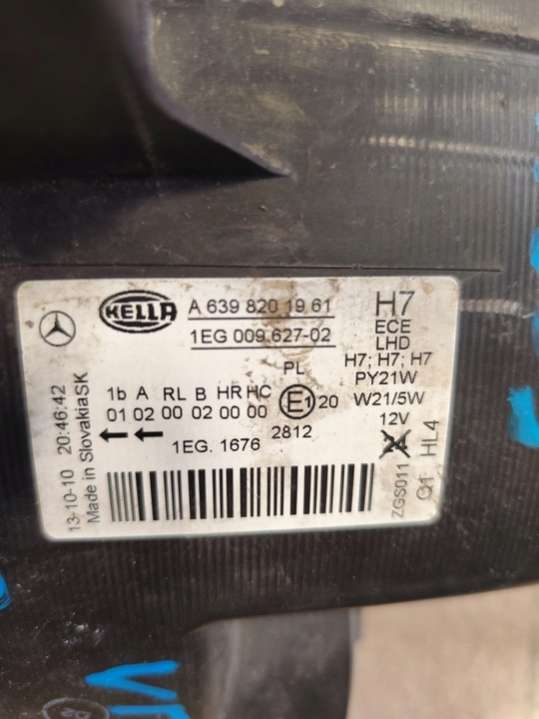 HELLA
A 639 820 19 61
1EG 009 627-02
H7
ECE
LHD
H7; H7; H7
PY21W
W21/5W
12V
PL
1b A RL B HR HC
01 02 00 02 00 00
E1 20
2812
1EG. 1676
13-10-10 20:46:42
Made in SlovakiaSK
ZGS011
Q1 HL4